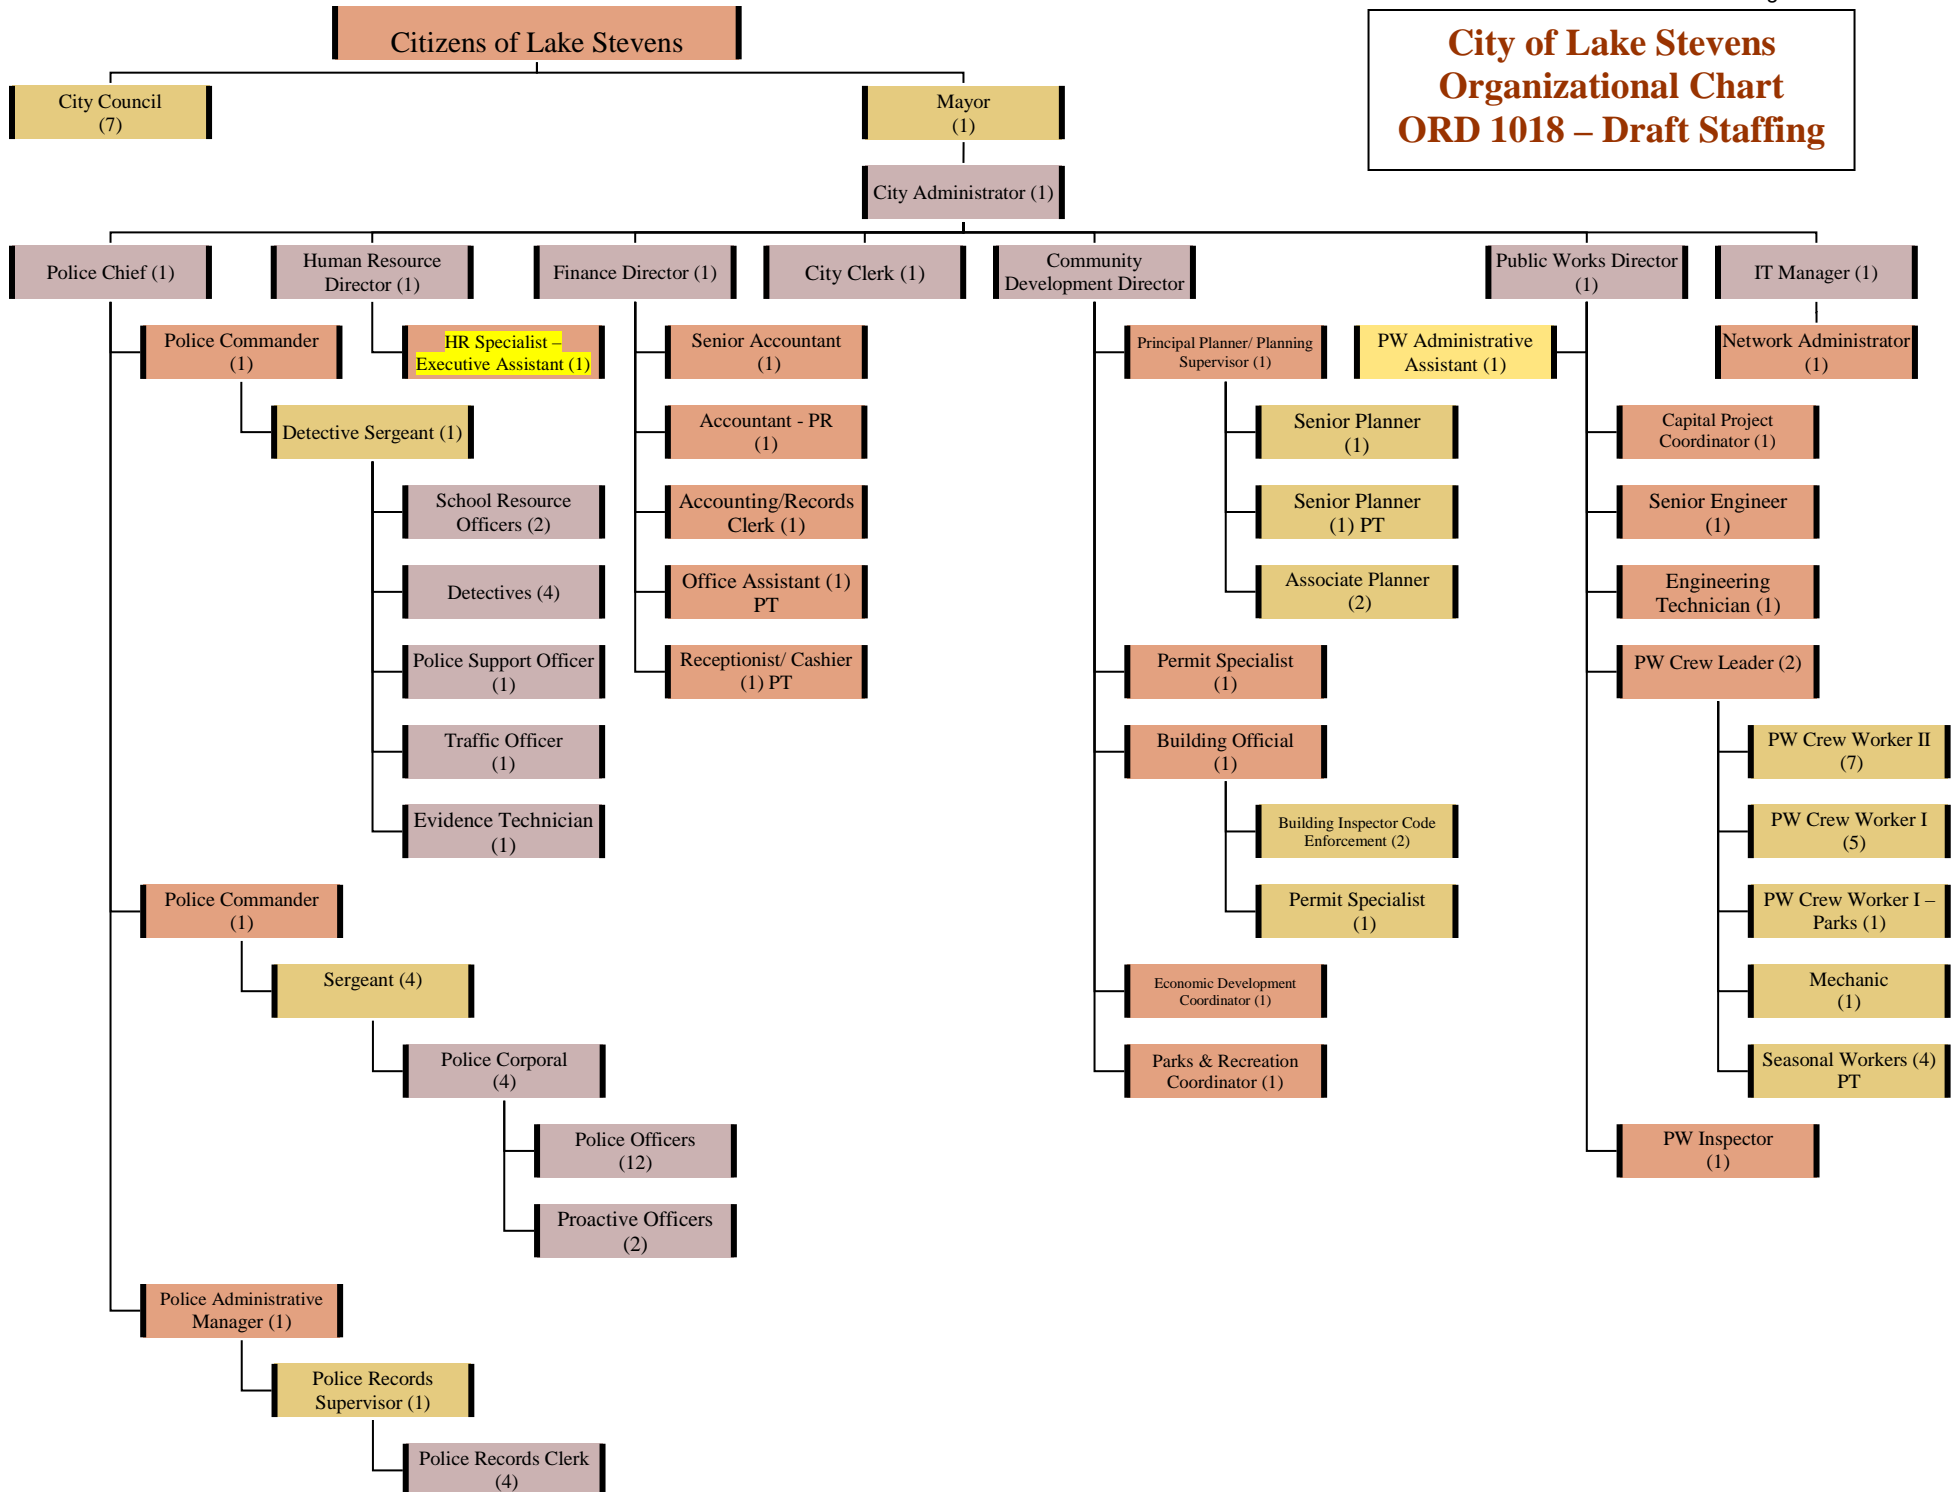 Citizens of Lake Stevens
City of Lake Stevens
Organizational Chart
ORD 1018 – Draft Staffing
City Council
(7)
Mayor
(1)
City Administrator (1)
Police Chief (1)
Human Resource
Director (1)
Finance Director (1)
City Clerk (1)
Community
Development Director
Public Works Director
(1)
IT Manager (1)
Police Commander
(1)
Detective Sergeant (1)
School Resource
Officers (2)
Detectives (4)
Police Support Officer
(1)
Traffic Officer
(1)
Evidence Technician
(1)
Police Commander
(1)
Sergeant (4)
Police Corporal
(4)
Police Officers
(12)
Proactive Officers
(2)
Police Administrative
Manager (1)
Police Records
Supervisor (1)
Police Records Clerk
(4)
HR Specialist –
Executive Assistant (1)
Senior Accountant
(1)
Accountant - PR
(1)
Accounting/Records
Clerk (1)
Office Assistant (1)
PT
Receptionist/ Cashier
(1) PT
Principal Planner/ Planning
Supervisor (1)
Senior Planner
(1)
Senior Planner
(1) PT
Associate Planner
(2)
Permit Specialist
(1)
Building Official
(1)
Building Inspector Code
Enforcement (2)
Permit Specialist
(1)
Economic Development
Coordinator (1)
Parks & Recreation
Coordinator (1)
PW Administrative
Assistant (1)
Capital Project
Coordinator (1)
Senior Engineer
(1)
Engineering
Technician (1)
PW Crew Leader (2)
PW Crew Worker II
(7)
PW Crew Worker I
(5)
PW Crew Worker I –
Parks (1)
Mechanic
(1)
Seasonal Workers (4)
PT
PW Inspector
(1)
Network Administrator
(1)